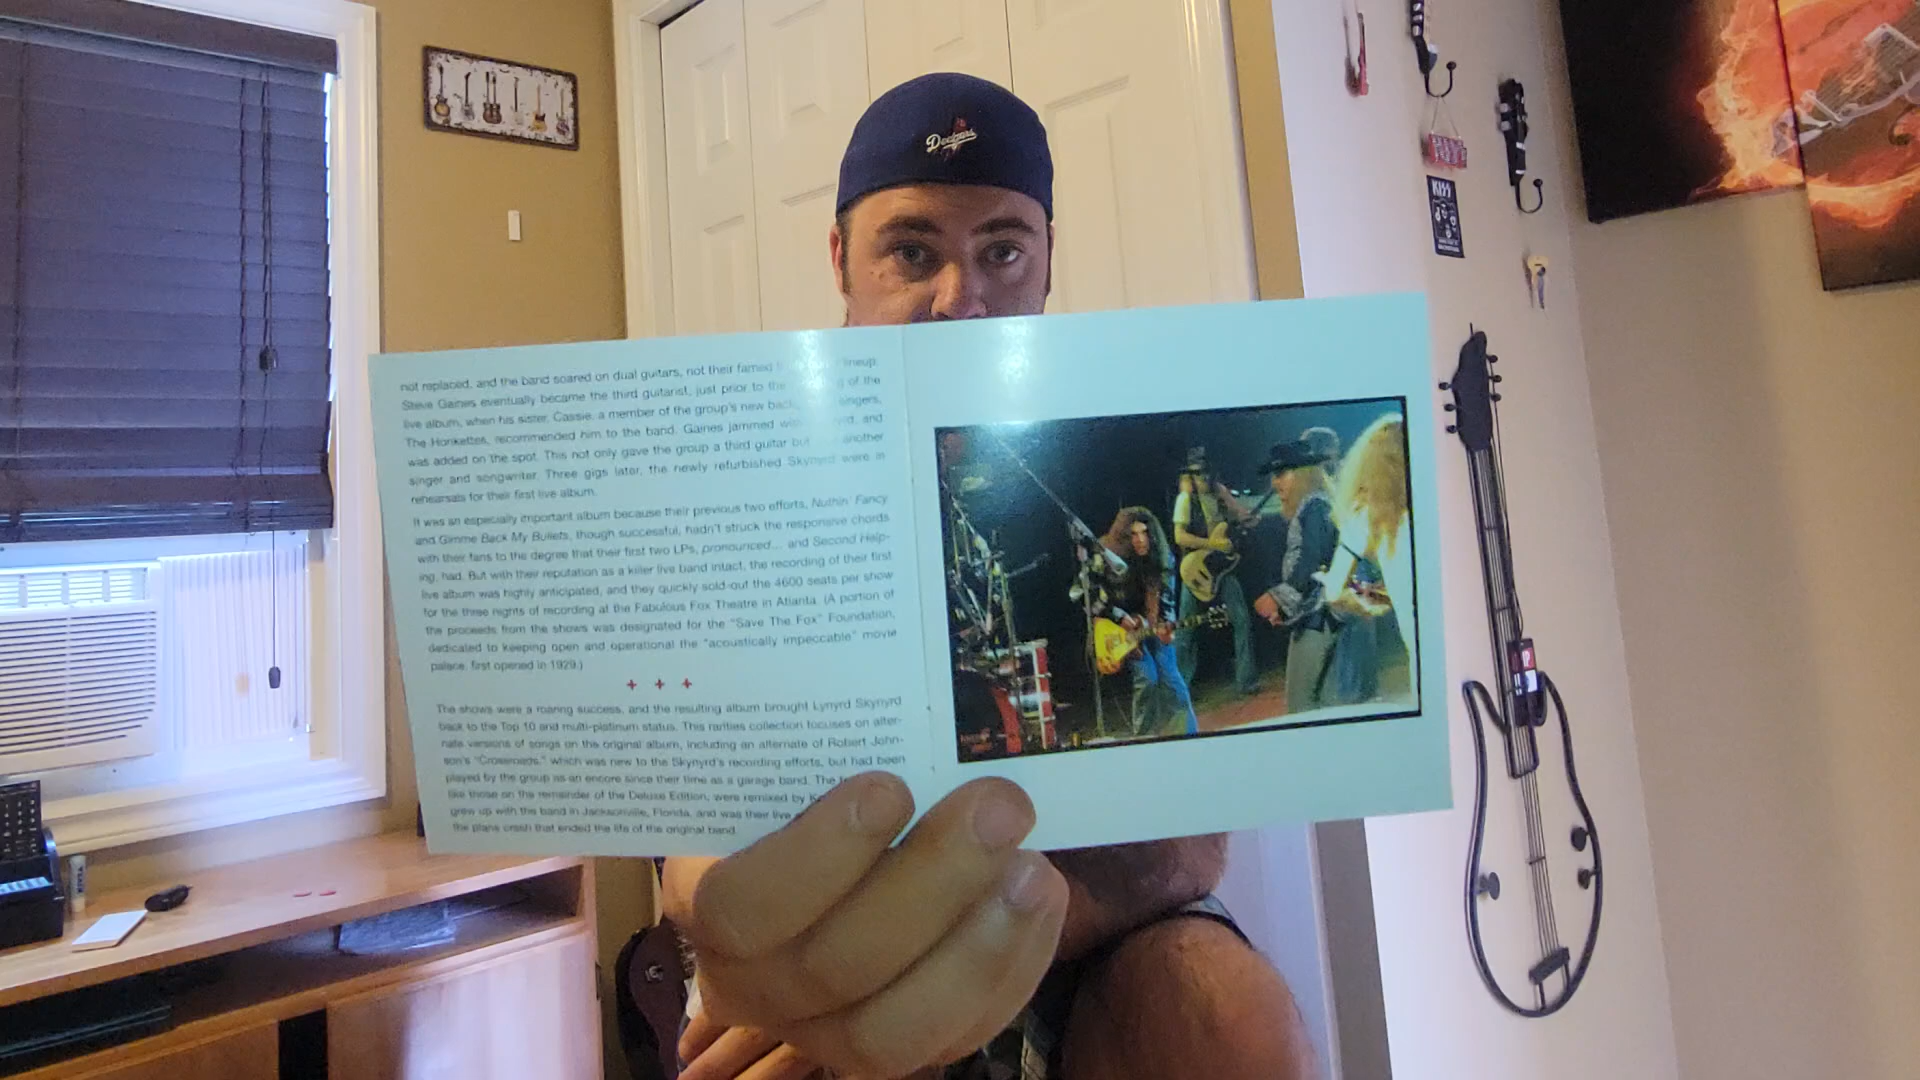 Dodgers
KISS
not replaced, and the band soared on dual guitars, not their famed lineup.
Steve Gaines eventually became the third guitarist, just prior to the of the
live album, when his sister, Cassie, a member of the group's new singers,
The Honkettes, recommended him to the band. Gaines jammed and
was added on the spot. This not only gave the group a third guitar but another
singer and songwriter. Three gigs later, the newly refurbished Skynyrd were in
rehearsals for their first live album.
It was an especially important album because their previous two efforts, Nuthin' Fancy
and Gimme Back My Bullets, though successful, hadn't struck the responsive chords
with their fans to the degree that their first two LPs, pronounced... and Second Help-
ing, had. But with their reputation as a killer live band intact, the recording of their first
live album was highly anticipated, and they quickly sold-out the 4600 seats per show
for the three nights of recording at the Fabulous Fox Theatre in Atlanta. (A portion of
the proceeds from the shows was designated for the "Save The Fox" Foundation,
dedicated to keeping open and operational the "acoustically impeccable" movie
palace, first opened in 1929.)
+ + +
The shows were a roaring success, and the resulting album brought Lynyrd Skynyrd
back to the Top 10 and multi-platinum status. This rarities collection focuses on alter-
nate versions of songs on the original album, including an alternate of Robert John-
son's "Crossroads," which was new to the Skynyrd's recording efforts, but had been
played by the group as an encore since their time as a garage band. The
like those on the remainder of the Deluxe Edition, were remixed by
grew up with the band in Jacksonville, Florida, and was their live
the plane crash that ended the life of the original band.